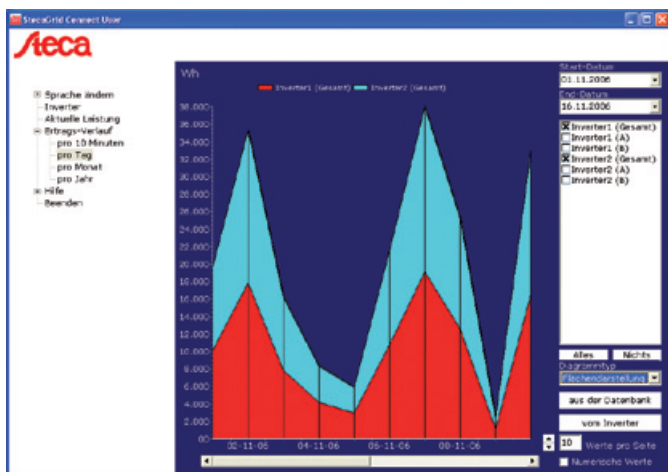 StecaGrid Connect User
Steca
Sprache ändern
Inverter
Aktuelle Leistung
Ertrags-Verlauf
pro 10 Minuten
pro Tag
pro Monat
pro Jahr
Hilfe
Beenden
Wh
Inverter1 (Gesamt) Inverter2 (Gesamt)
38.000
36.000
34.000
32.000
30.000
28.000
26.000
24.000
22.000
20.000
18.000
16.000
14.000
12.000
10.000
8.000
6.000
4.000
2.000
00
02-11-06 04-11-06 06-11-06 08-11-06
Start-Datum
01.11.2006
End-Datum
16.11.2006
Inverter1 (Gesamt)
Inverter1 (A)
Inverter1 (B)
Inverter2 (Gesamt)
Inverter2 (A)
Inverter2 (B)
Alles Nichts
Diagrammtyp
Flächendarstellung
aus der Datenbank
vom Inverter
10 Werte pro Seite
Numerische Werte